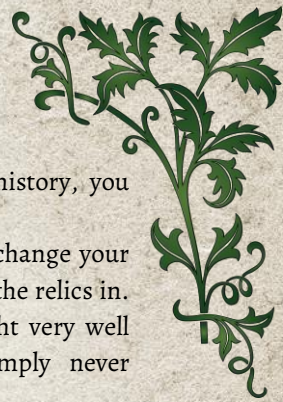 history, you
change your
the relics in.
ht very well
mply never